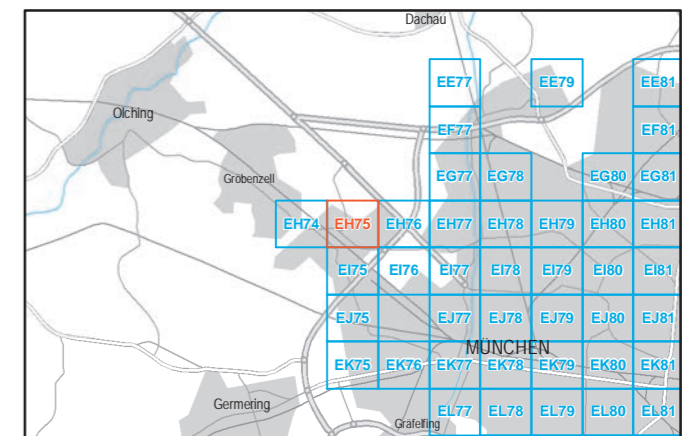 Dachau
EE77 EE79 EE81
Olching
EF77 EF81
Gröbenzell
EG77 EG78 EG80 EG81
EH74 EH75 EH76 EH77 EH78 EH79 EH80 EH81
EI75 EI76 EI77 EI78 EI79 EI80 EI81
EJ75 EJ77 EJ78 EJ79 EJ80 EJ81
MÜNCHEN
EK75 EK76 EK77 EK78 EK79 EK80 EK81
Germering
EL77 EL78 EL79 EL80 EL81
Gräfelfing